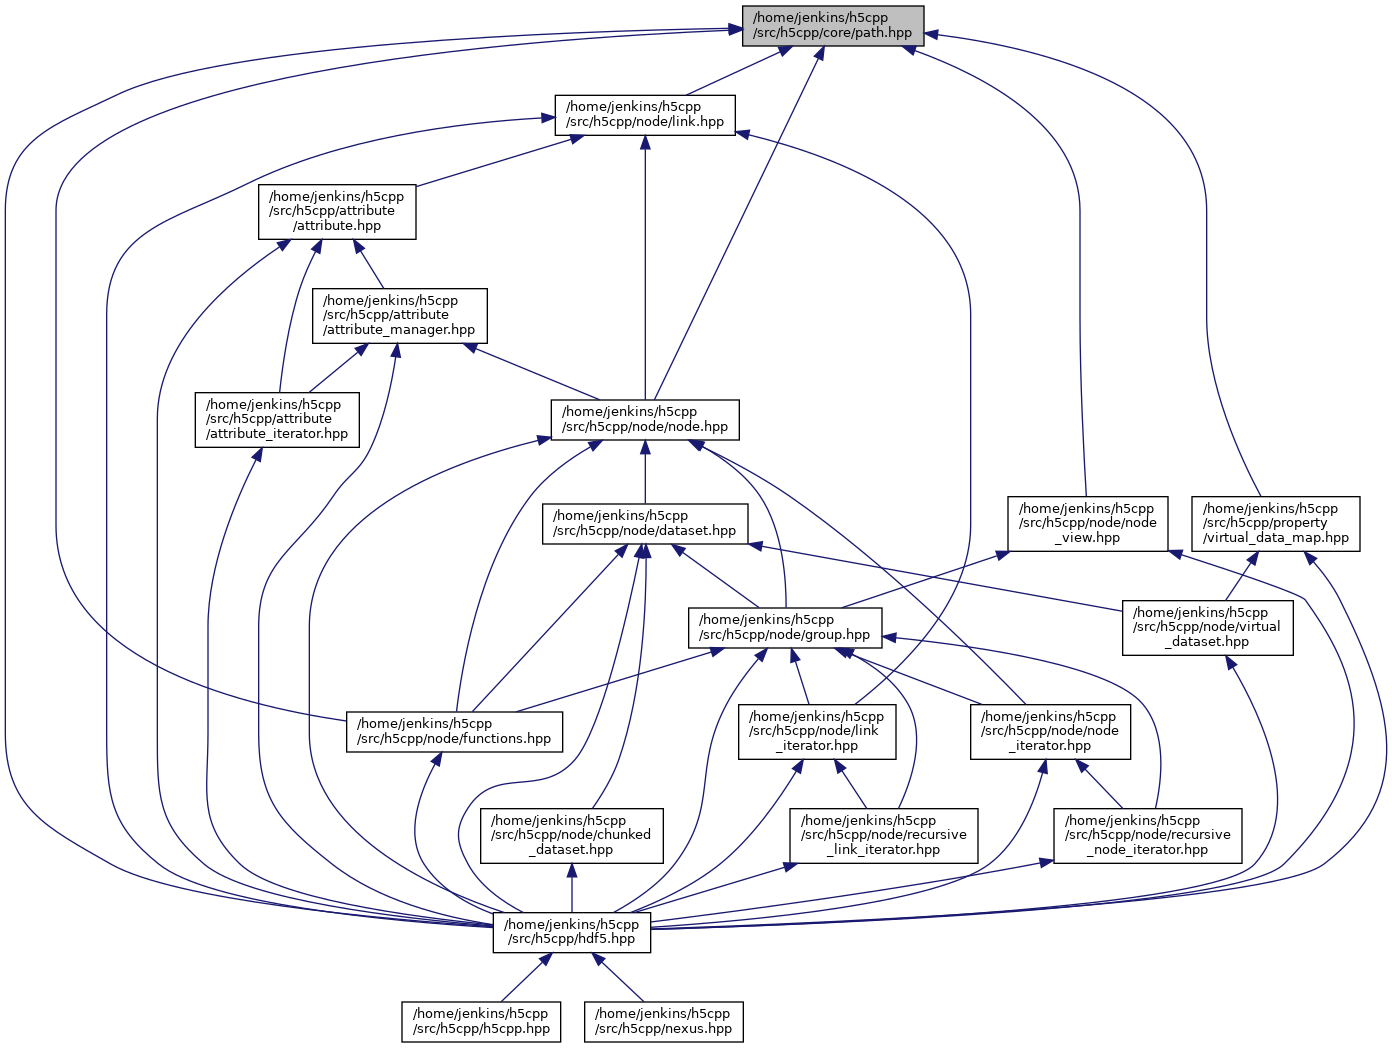 /home/jenkins/h5cpp
/src/h5cpp/core/path.hpp
/home/jenkins/h5cpp
/src/h5cpp/node/link.hpp
/home/jenkins/h5cpp
/src/h5cpp/attribute
/attribute.hpp
/home/jenkins/h5cpp
/src/h5cpp/attribute
/attribute_manager.hpp
/home/jenkins/h5cpp
/src/h5cpp/attribute
/attribute_iterator.hpp
/home/jenkins/h5cpp
/src/h5cpp/node/node.hpp
/home/jenkins/h5cpp
/src/h5cpp/node/dataset.hpp
/home/jenkins/h5cpp
/src/h5cpp/node/node
_view.hpp
/home/jenkins/h5cpp
/src/h5cpp/property
/virtual_data_map.hpp
/home/jenkins/h5cpp
/src/h5cpp/node/group.hpp
/home/jenkins/h5cpp
/src/h5cpp/node/virtual
_dataset.hpp
/home/jenkins/h5cpp
/src/h5cpp/node/functions.hpp
/home/jenkins/h5cpp
/src/h5cpp/node/link
_iterator.hpp
/home/jenkins/h5cpp
/src/h5cpp/node/node
_iterator.hpp
/home/jenkins/h5cpp
/src/h5cpp/node/chunked
_dataset.hpp
/home/jenkins/h5cpp
/src/h5cpp/node/recursive
_link_iterator.hpp
/home/jenkins/h5cpp
/src/h5cpp/node/recursive
_node_iterator.hpp
/home/jenkins/h5cpp
/src/h5cpp/hdf5.hpp
/home/jenkins/h5cpp
/src/h5cpp/h5cpp.hpp
/home/jenkins/h5cpp
/src/h5cpp/nexus.hpp